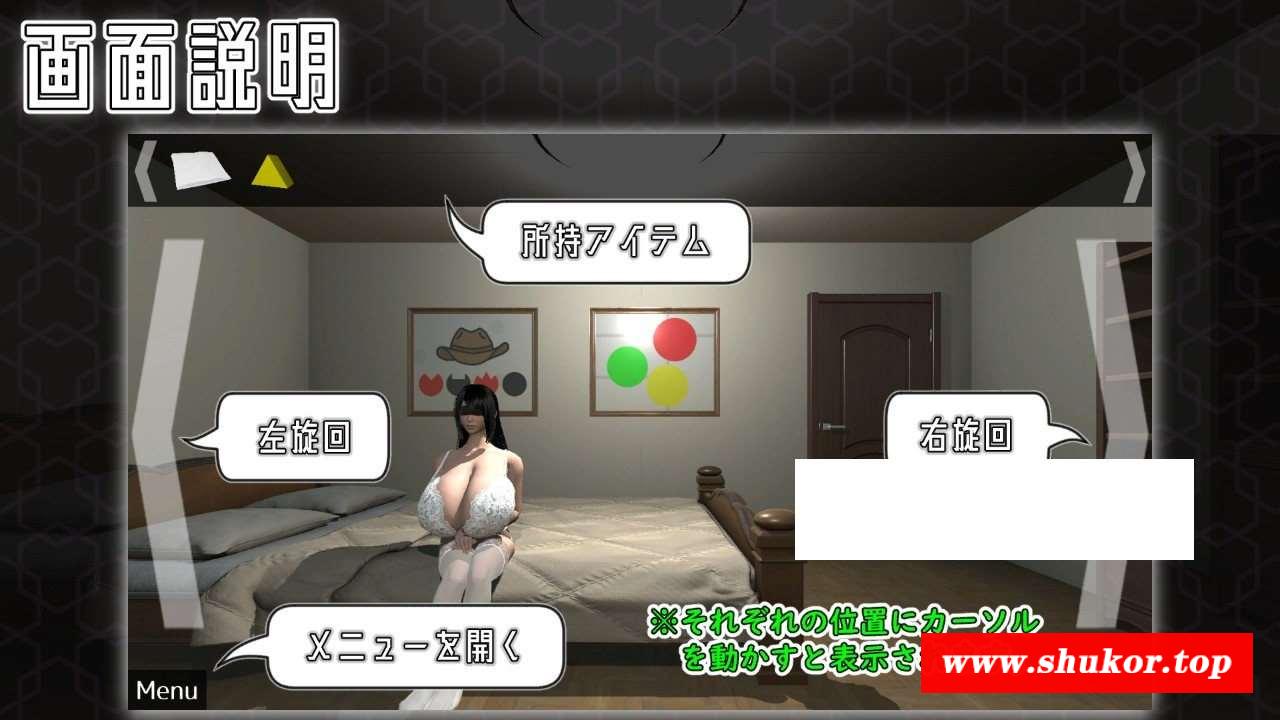 画面説明
所持アイテム
左旋回
右旋回
メニューを開く
※それぞれの位置にカーソル
を動かすと表示さ
www.shukor.top
Menu